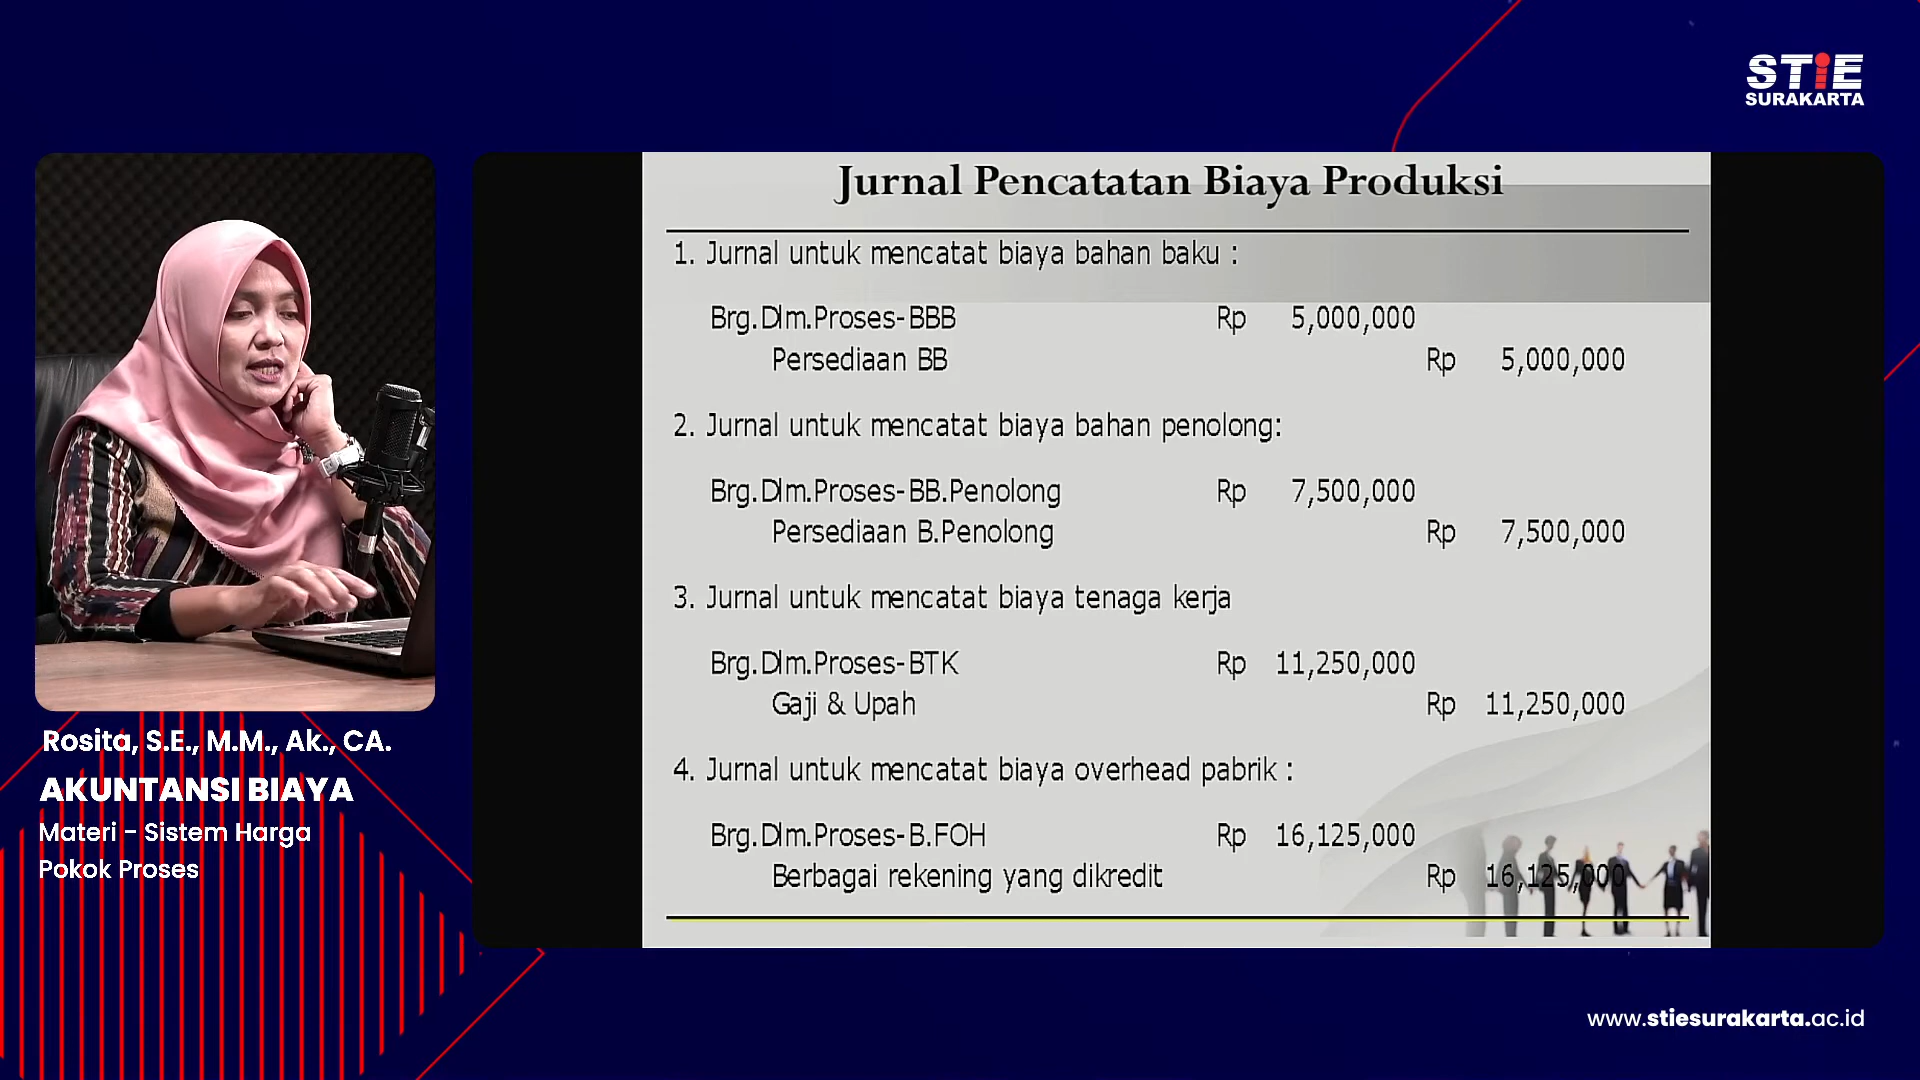 STiE
SURAKARTA
Jurnal Pencatatan Biaya Produksi
1. Jurnal untuk mencatat biaya bahan baku :
Brg.Dlm.Proses-BBB Rp 5,000,000
Persediaan BB Rp 5,000,000
2. Jurnal untuk mencatat biaya bahan penolong:
Brg.Dlm.Proses-BB.Penolong Rp 7,500,000
Persediaan B.Penolong Rp 7,500,000
3. Jurnal untuk mencatat biaya tenaga kerja
Brg.Dlm.Proses-BTK Rp 11,250,000
Gaji & Upah Rp 11,250,000
4. Jurnal untuk mencatat biaya overhead pabrik :
Brg.Dlm.Proses-B.FOH Rp 16,125,000
Berbagai rekening yang dikredit Rp 16,125,000
Rosita, S.E., M.M., Ak., CA.
AKUNTANSI BIAYA
Materi - Sistem Harga
Pokok Proses
www.stiesurakarta.ac.id